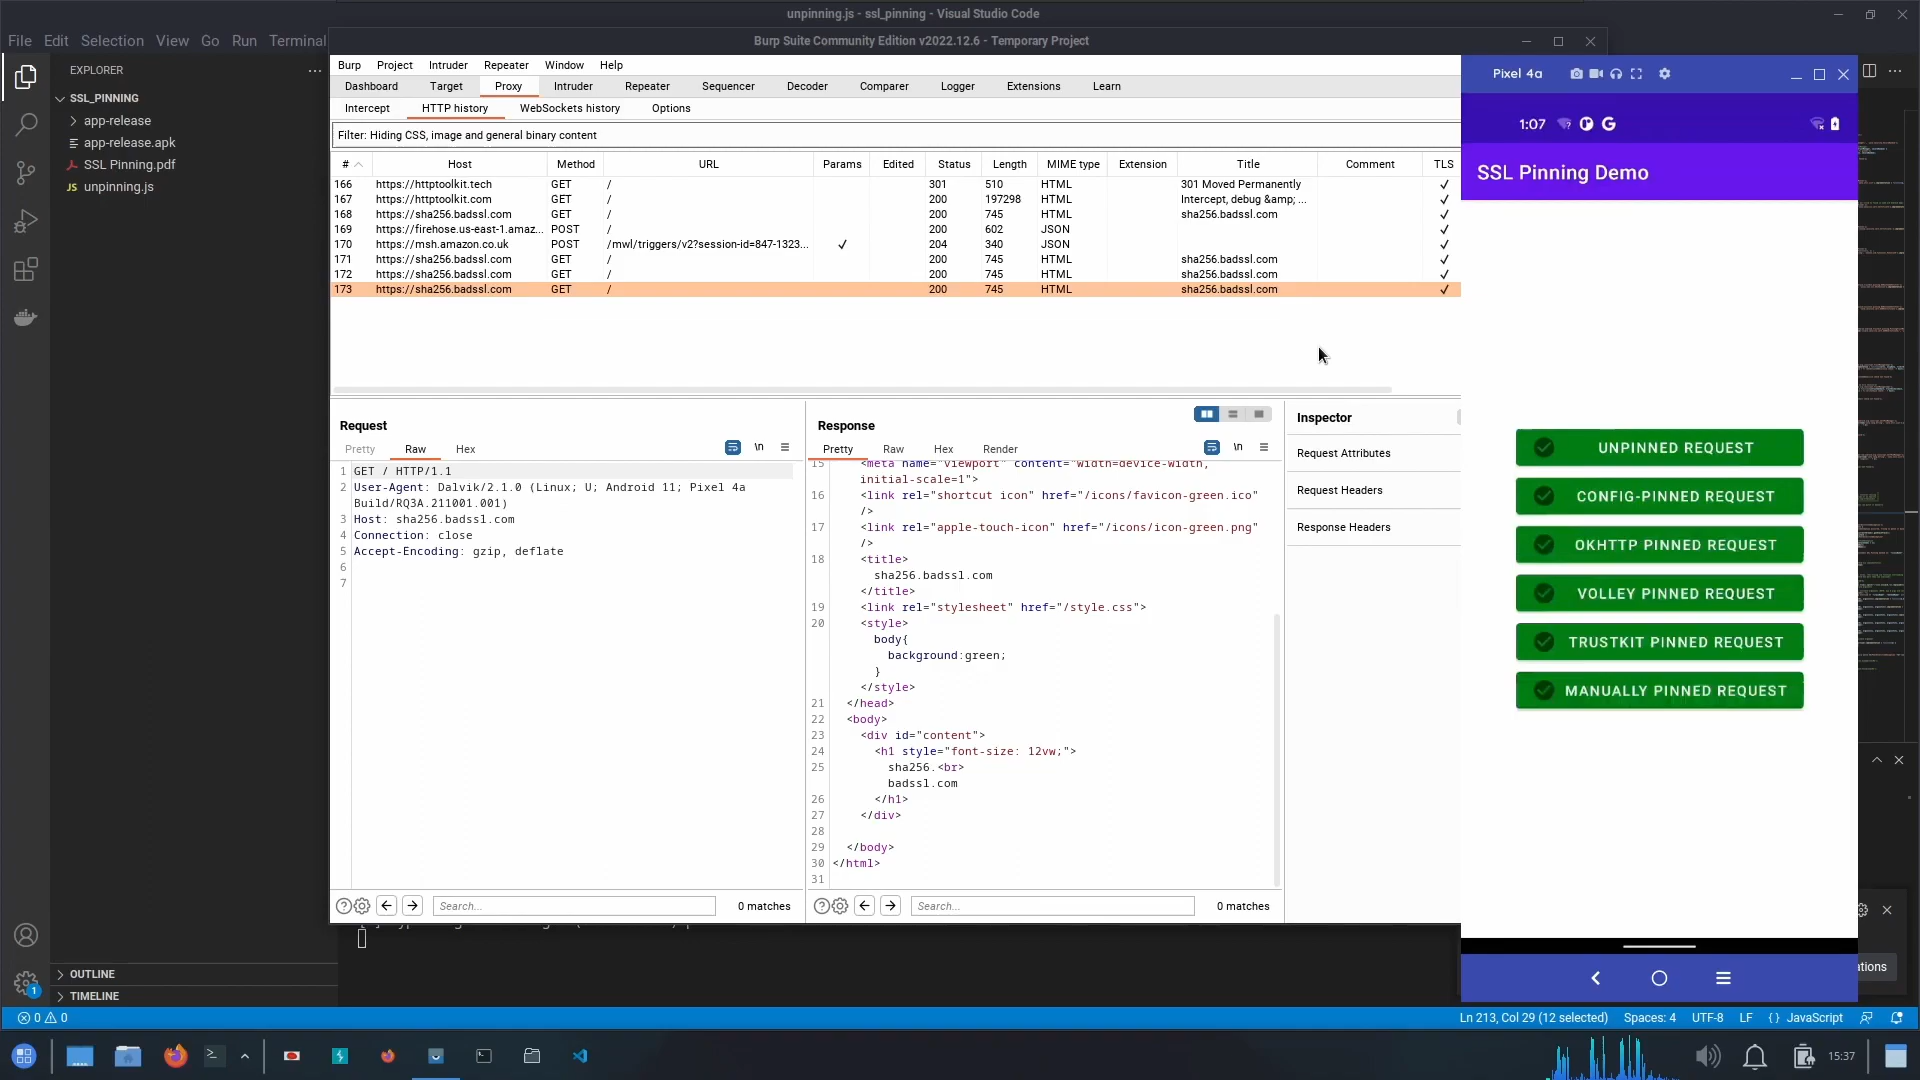 unpinning.js - ssl_pinning - Visual Studio Code
File Edit Selection View Go Run Terminal
Burp Suite Community Edition v2022.12.6 - Temporary Project
EXPLORER
SSL_PINNING
app-release
app-release.apk
SSL Pinning.pdf
JS unpinning.js
OUTLINE
TIMELINE
Burp Project Intruder Repeater Window Help
Dashboard Target Proxy Intruder Repeater Sequencer Decoder Comparer Logger Extensions Learn
Intercept HTTP history WebSockets history Options
Filter: Hiding CSS, image and general binary content
# Host Method URL Params Edited Status Length MIME type Extension Title Comment TLS
166 https://httptoolkit.tech GET / 301 510 HTML 301 Moved Permanently ✓
167 https://httptoolkit.com GET / 200 197298 HTML Intercept, debug &amp; ... ✓
168 https://sha256.badssl.com GET / 200 745 HTML sha256.badssl.com ✓
169 https://firehose.us-east-1.amaz... POST / 200 602 JSON ✓
170 https://msh.amazon.co.uk POST /mwl/triggers/v2?session-id=847-1323... ✓ 204 340 JSON ✓
171 https://sha256.badssl.com GET / 200 745 HTML sha256.badssl.com ✓
172 https://sha256.badssl.com GET / 200 745 HTML sha256.badssl.com ✓
173 https://sha256.badssl.com GET / 200 745 HTML sha256.badssl.com ✓
Request
Pretty Raw Hex
\n
1 GET / HTTP/1.1
2 User-Agent: Dalvik/2.1.0 (Linux; U; Android 11; Pixel 4a
Build/RQ3A.211001.001)
3 Host: sha256.badssl.com
4 Connection: close
5 Accept-Encoding: gzip, deflate
6
7
Search...
0 matches
Response
Pretty Raw Hex Render
\n
15 <meta name="viewport" content="width=device-width,
initial-scale=1">
16 <link rel="shortcut icon" href="/icons/favicon-green.ico"
/>
17 <link rel="apple-touch-icon" href="/icons/icon-green.png"
/>
18 <title>
sha256.badssl.com
</title>
19 <link rel="stylesheet" href="/style.css">
20 <style>
body{
background:green;
}
</style>
21 </head>
22 <body>
23 <div id="content">
24 <h1 style="font-size: 12vw;">
25 sha256.<br>
badssl.com
26 </h1>
27 </div>
28
29 </body>
30 </html>
31
Search...
0 matches
Inspector
Request Attributes
Request Headers
Response Headers
Pixel 4a
1:07
SSL Pinning Demo
UNPINNED REQUEST
CONFIG-PINNED REQUEST
OKHTTP PINNED REQUEST
VOLLEY PINNED REQUEST
TRUSTKIT PINNED REQUEST
MANUALLY PINNED REQUEST
ations
1
0 0
Ln 213, Col 29 (12 selected) Spaces: 4 UTF-8 LF {} JavaScript
15:37